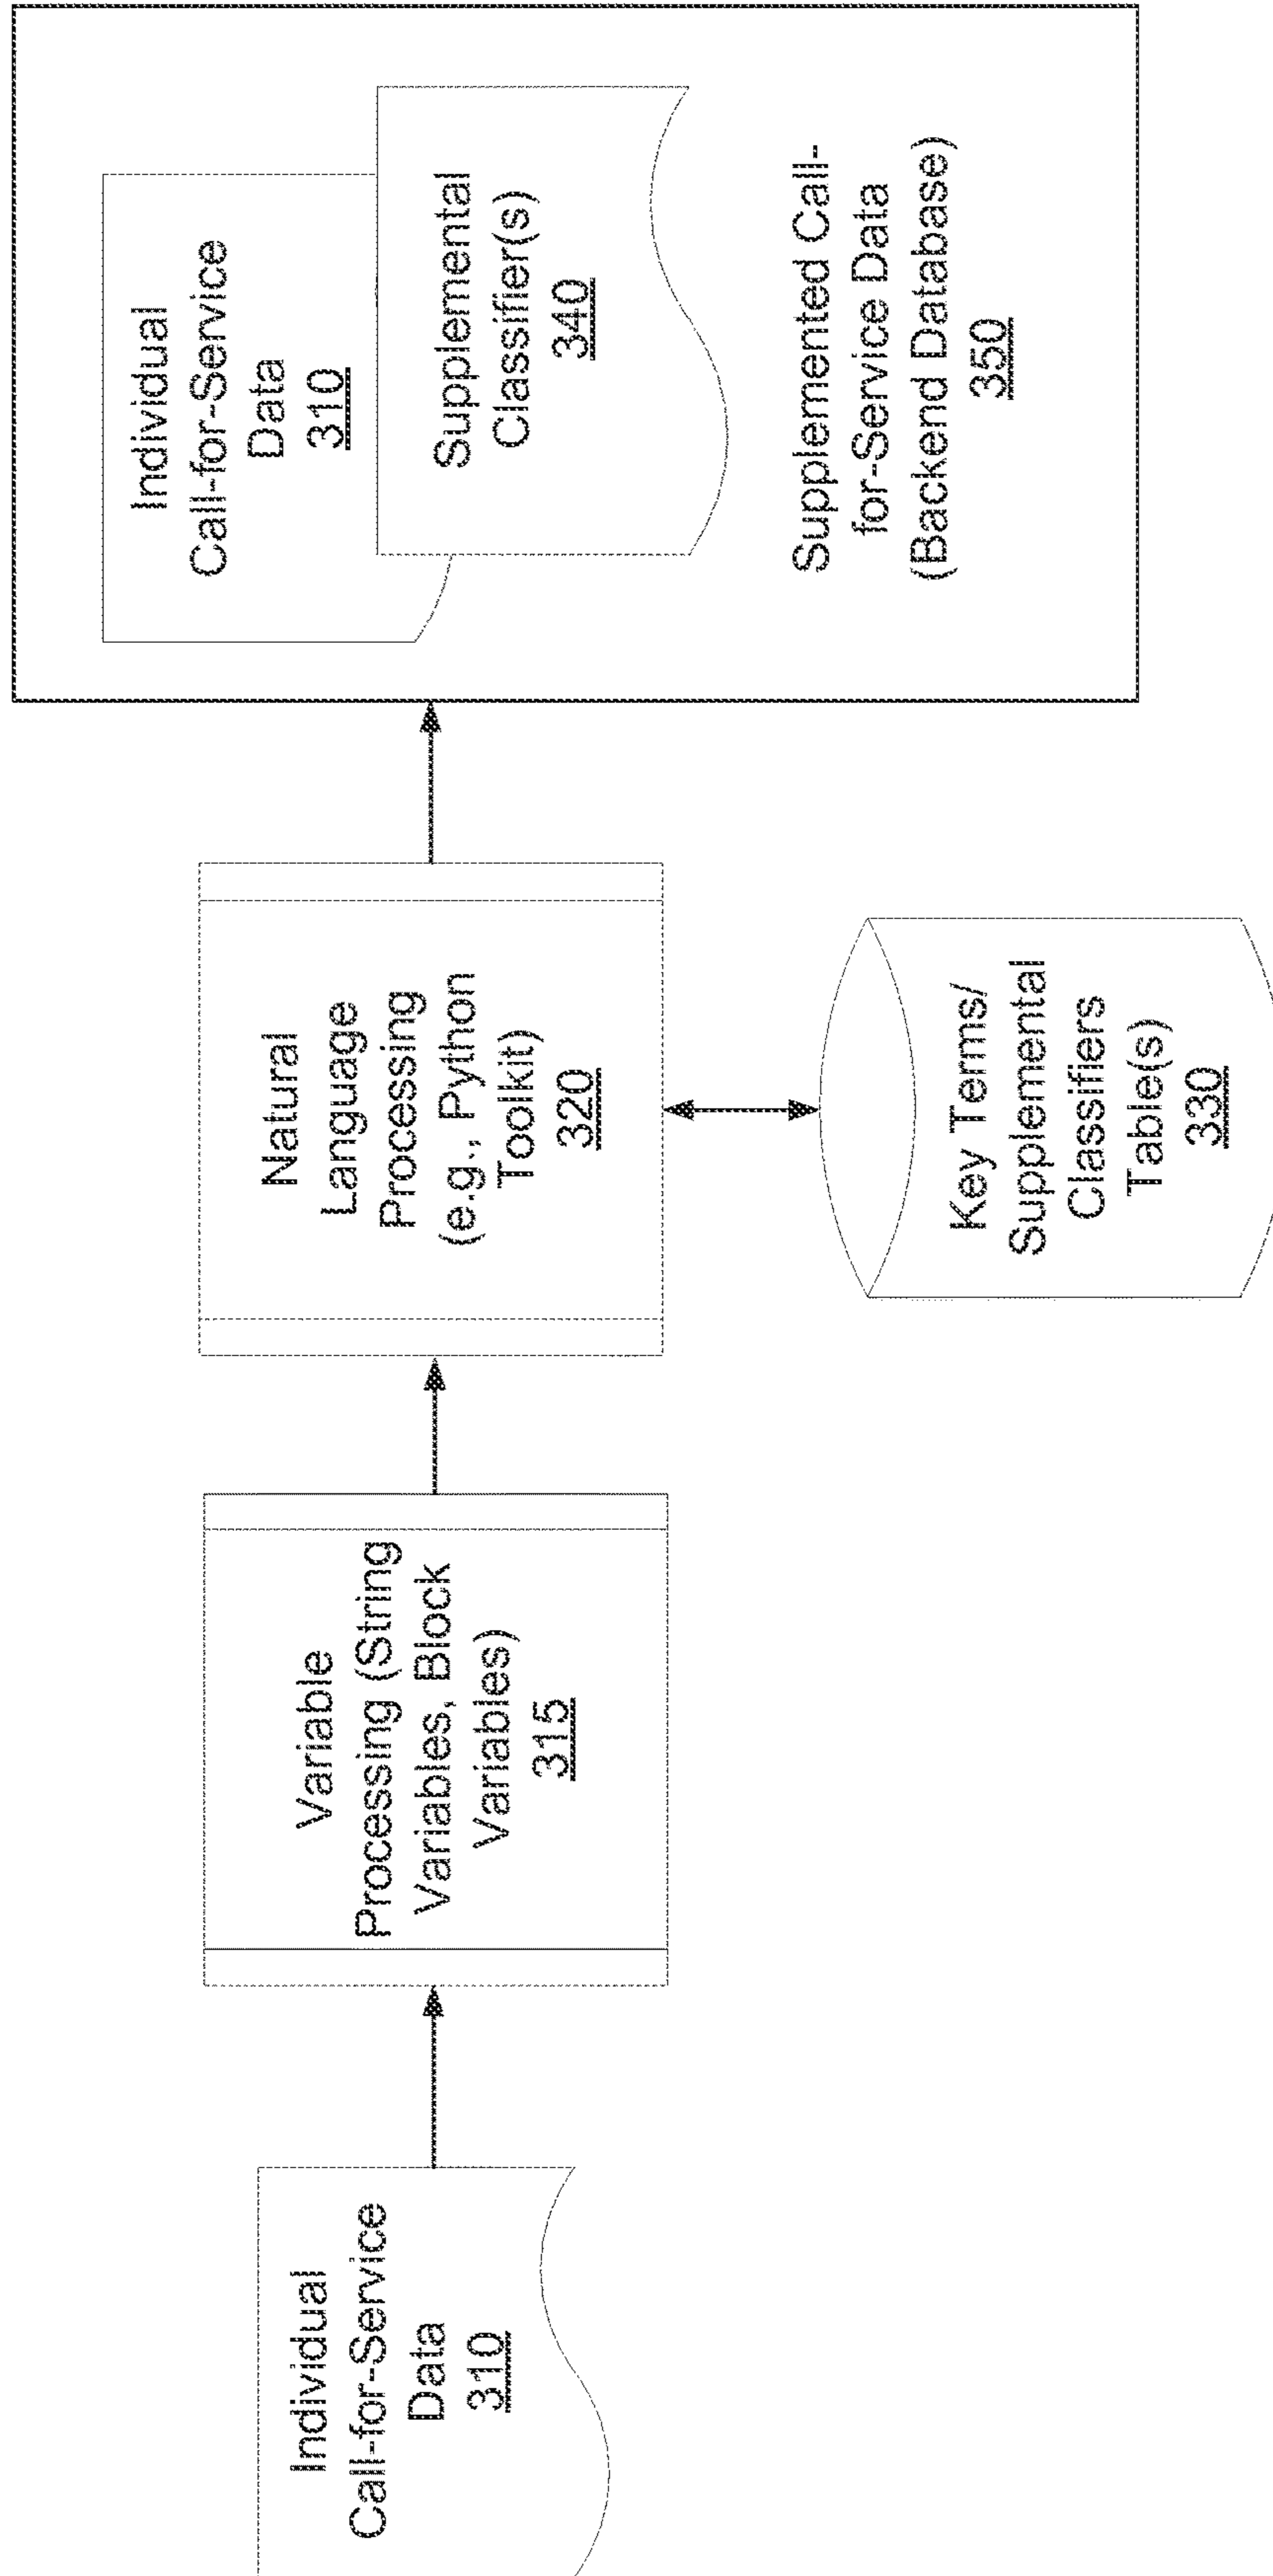 Individual
Call-for-Service
Data
310
Variable
Processing (String
Variables, Block
Variables)
315
Natural
Language
Processing
(e.g., Python
Toolkit)
320
Key Terms/
Supplemental
Classifiers
Table(s)
330
Individual
Call-for-Service
Data
310
Supplemental
Classifier(s)
340
Supplemented Call-
for-Service Data
(Backend Database)
350